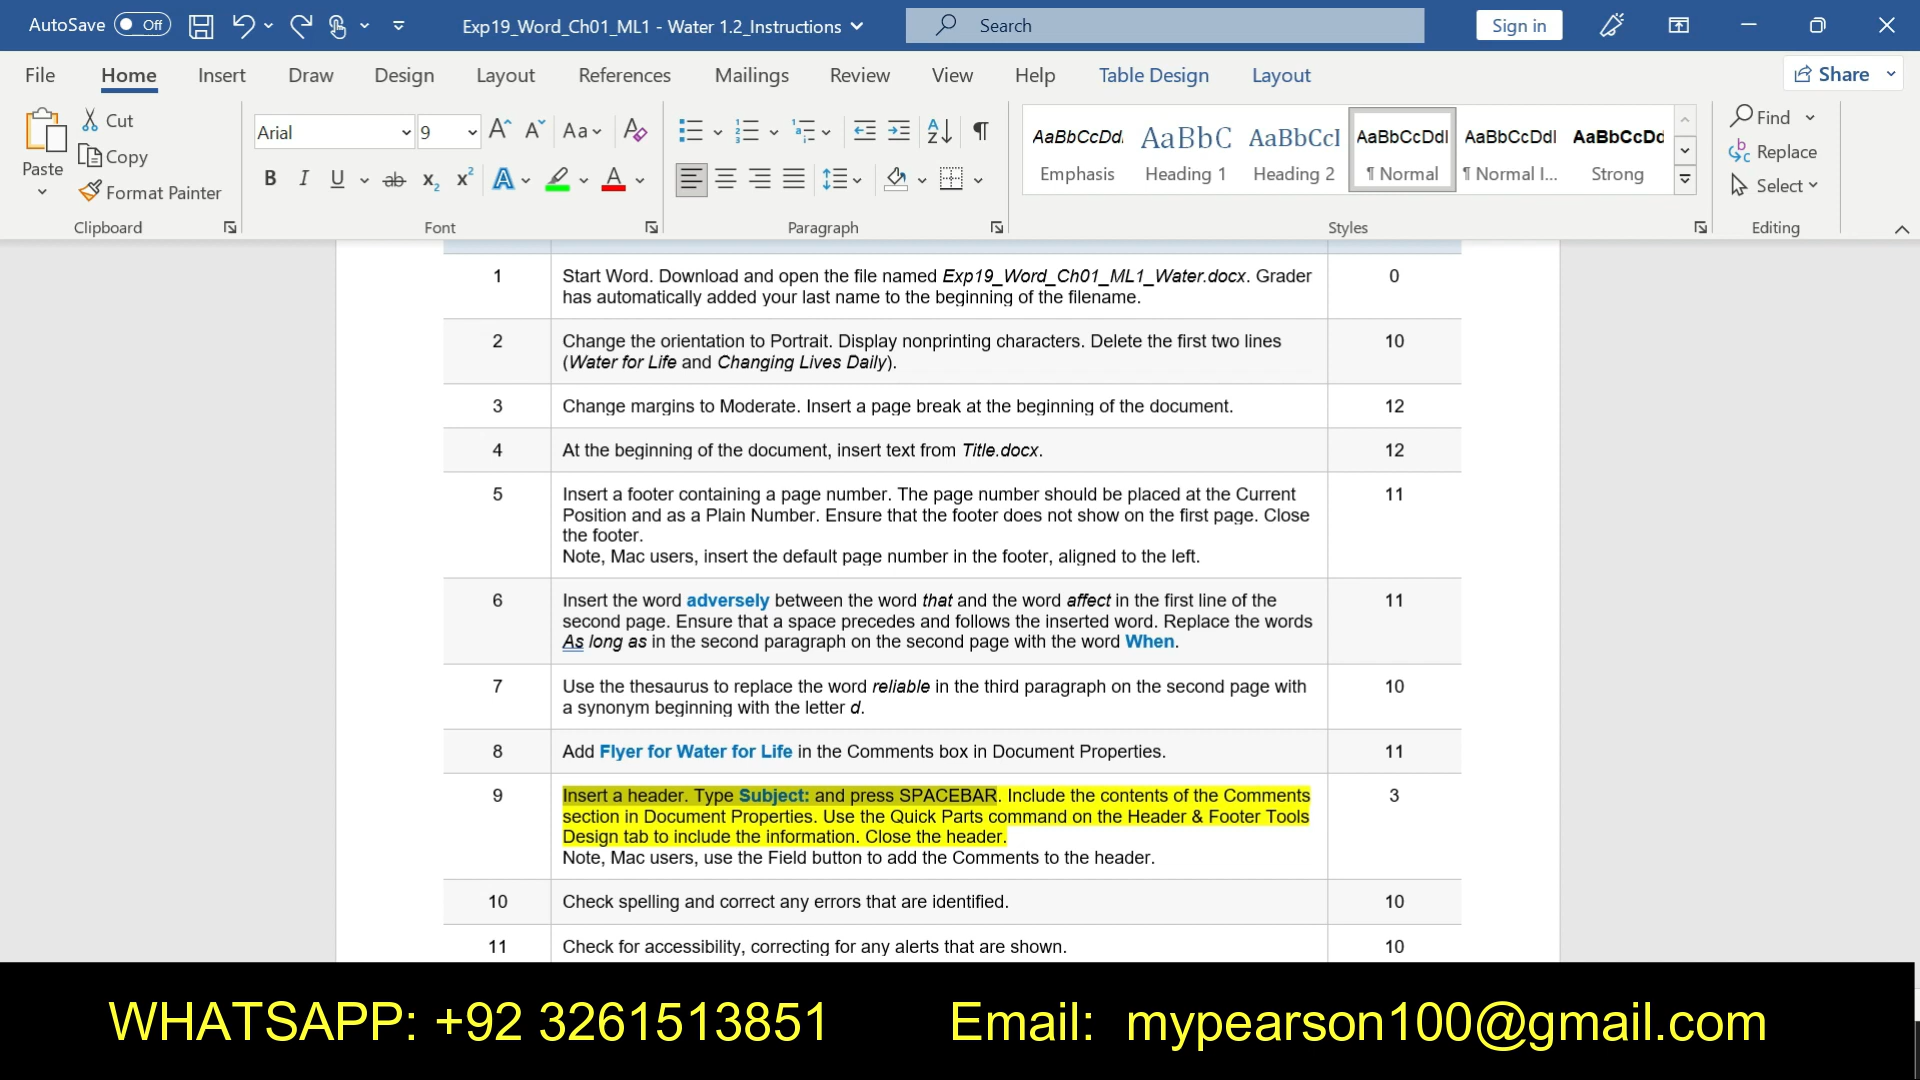 AutoSave Off Exp19_Word_Ch01_ML1 - Water 1.2_Instructions Search Sign in
File Home Insert Draw Design Layout References Mailings Review View Help Table Design Layout Share
Paste Cut
Copy
Format Painter
Clipboard
Arial 9
Font
Paragraph
AaBbCcDd Emphasis
AaBbC Heading 1
AaBbCcI Heading 2
AaBbCcDdI ¶ Normal
AaBbCcDdI ¶ Normal I...
AaBbCcDd Strong
Styles
Find
Replace
Select
Editing
1 Start Word. Download and open the file named Exp19_Word_Ch01_ML1_Water.docx. Grader 0
has automatically added your last name to the beginning of the filename.
2 Change the orientation to Portrait. Display nonprinting characters. Delete the first two lines 10
(Water for Life and Changing Lives Daily).
3 Change margins to Moderate. Insert a page break at the beginning of the document. 12
4 At the beginning of the document, insert text from Title.docx. 12
5 Insert a footer containing a page number. The page number should be placed at the Current 11
Position and as a Plain Number. Ensure that the footer does not show on the first page. Close
the footer.
Note, Mac users, insert the default page number in the footer, aligned to the left.
6 Insert the word adversely between the word that and the word affect in the first line of the 11
second page. Ensure that a space precedes and follows the inserted word. Replace the words
As long as in the second paragraph on the second page with the word When.
7 Use the thesaurus to replace the word reliable in the third paragraph on the second page with 10
a synonym beginning with the letter d.
8 Add Flyer for Water for Life in the Comments box in Document Properties. 11
9 Insert a header. Type Subject: and press SPACEBAR. Include the contents of the Comments 3
section in Document Properties. Use the Quick Parts command on the Header & Footer Tools
Design tab to include the information. Close the header.
Note, Mac users, use the Field button to add the Comments to the header.
10 Check spelling and correct any errors that are identified. 10
11 Check for accessibility, correcting for any alerts that are shown. 10
WHATSAPP: +92 3261513851 Email: mypearson100@gmail.com